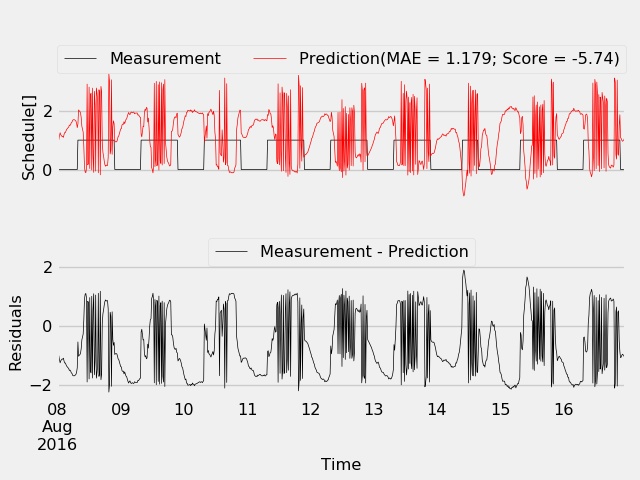 Measurement Prediction(MAE = 1.179; Score = -5.74)
Schedule[]
2
0
Measurement - Prediction
Residuals
2
0
−2
08 09 10 11 12 13 14 15 16
Aug
2016
Time